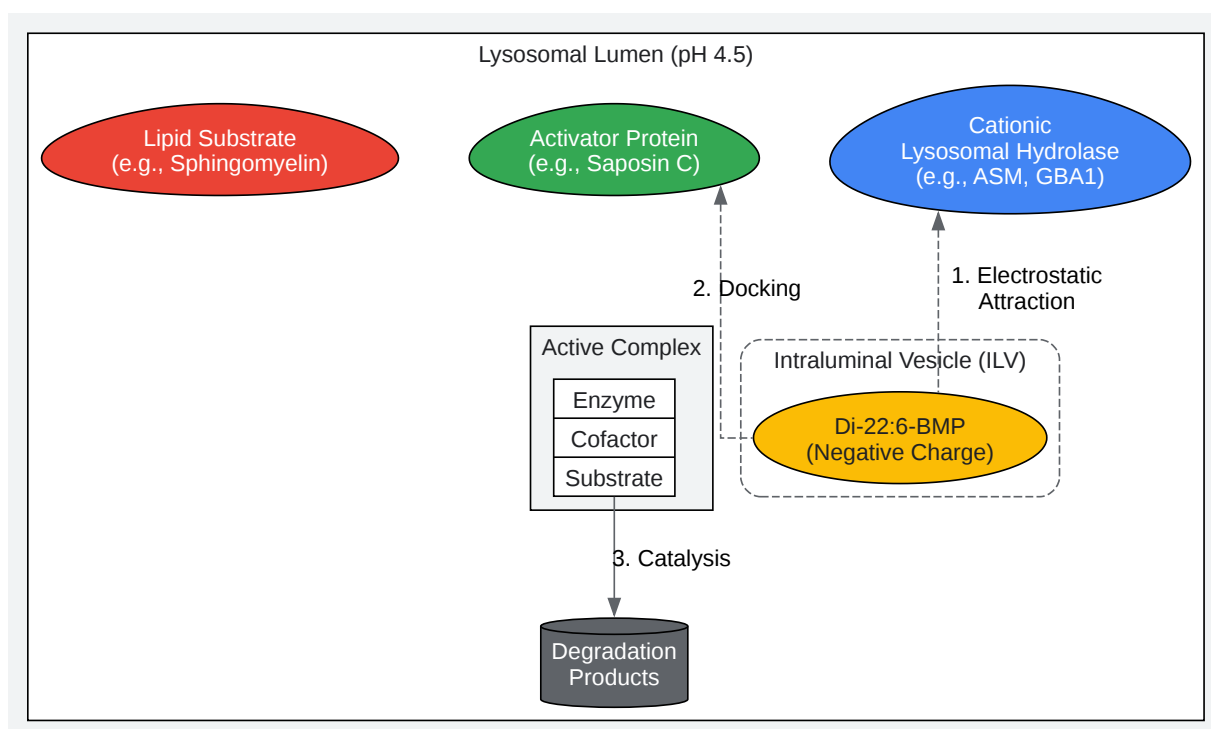 Lysosomal Lumen (pH 4.5)
Lipid Substrate
(e.g., Sphingomyelin)
Activator Protein
(e.g., Saposin C)
Cationic
Lysosomal Hydrolase
(e.g., ASM, GBA1)
2. Docking
1. Electrostatic
Attraction
Active Complex
Enzyme
Cofactor
Substrate
Intraluminal Vesicle (ILV)
Di-22:6-BMP
(Negative Charge)
3. Catalysis
Degradation
Products